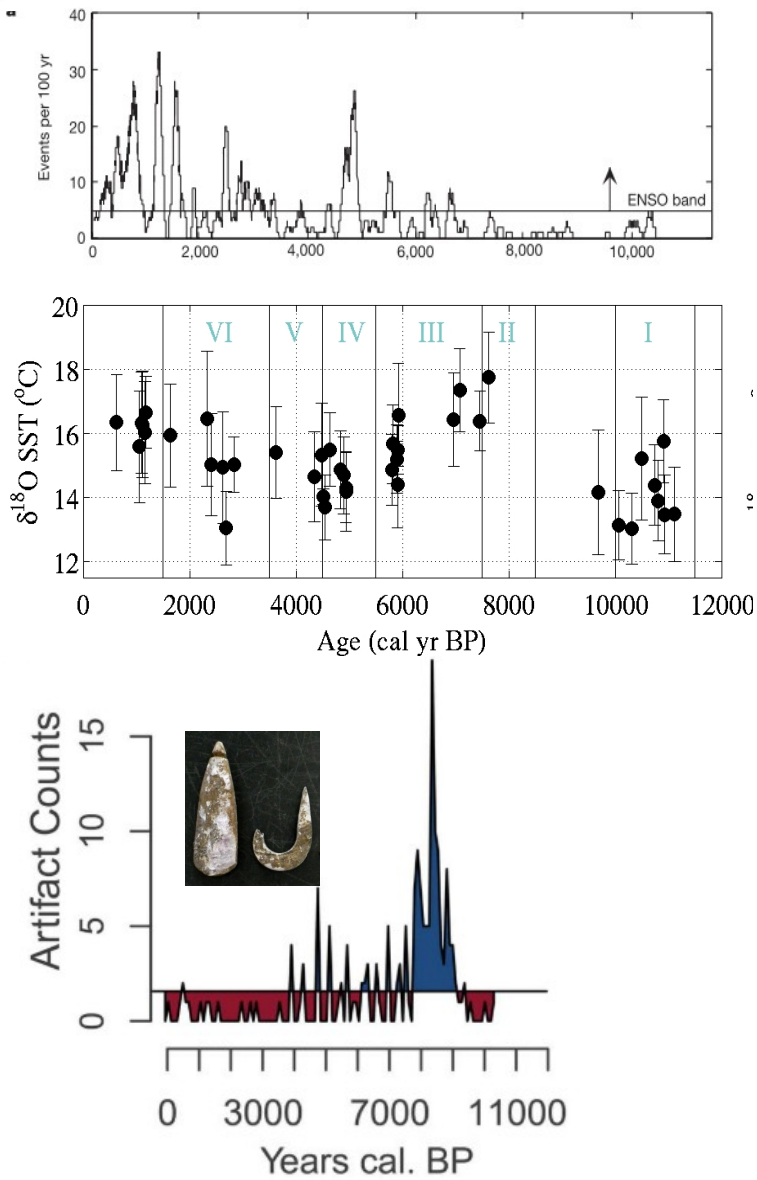 a
40
30
20
10
0
Events per 100 yr
ENSO band
0 2,000 4,000 6,000 8,000 10,000
20
18
16
14
12
δ18O SST (oC)
VI V IV III II I
0 2000 4000 6000 8000 10000 12000
Age (cal yr BP)
15
10
5
0
Artifact Counts
0 3000 7000 11000
Years cal. BP